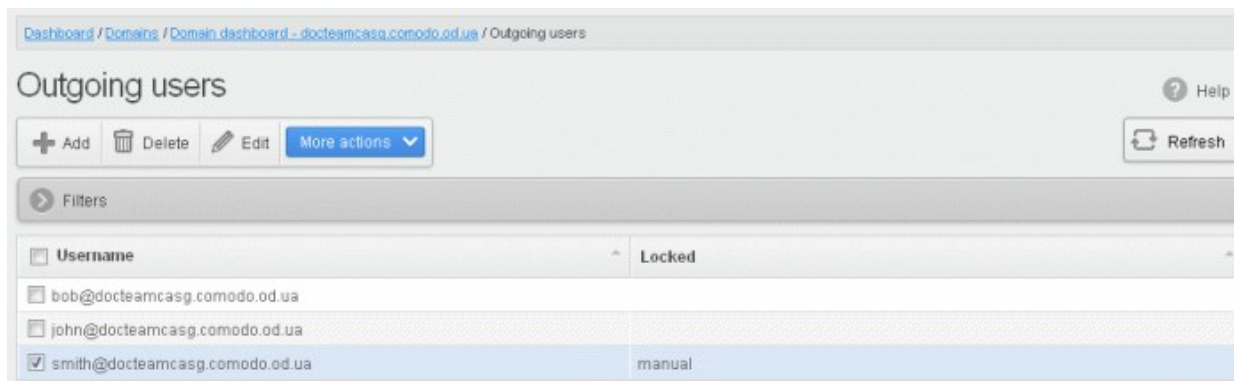 Dashboard / Domains / Domain dashboard - docteamcasg.comodo.od.ua / Outgoing users
Outgoing users
Help
Add Delete Edit More actions
Refresh
Filters
Username Locked
bob@docteamcasg.comodo.od.ua
john@docteamcasg.comodo.od.ua
smith@docteamcasg.comodo.od.ua manual